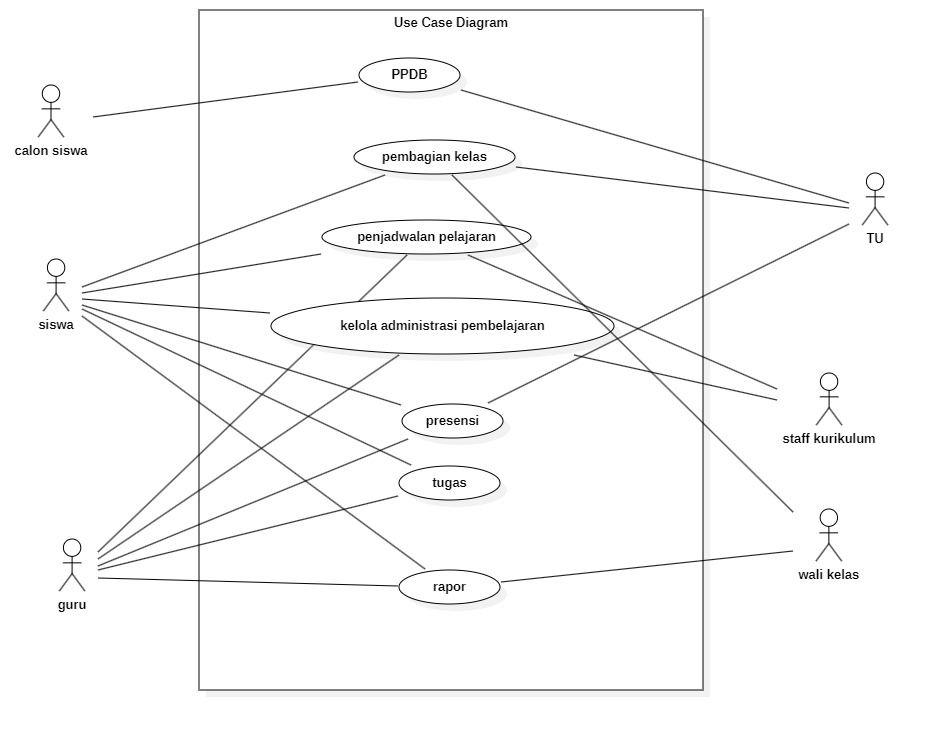 Use Case Diagram
PPDB
calon siswa
pembagian kelas
penjadwalan pelajaran
TU
siswa
kelola administrasi pembelajaran
presensi
staff kurikulum
tugas
wali kelas
rapor
guru